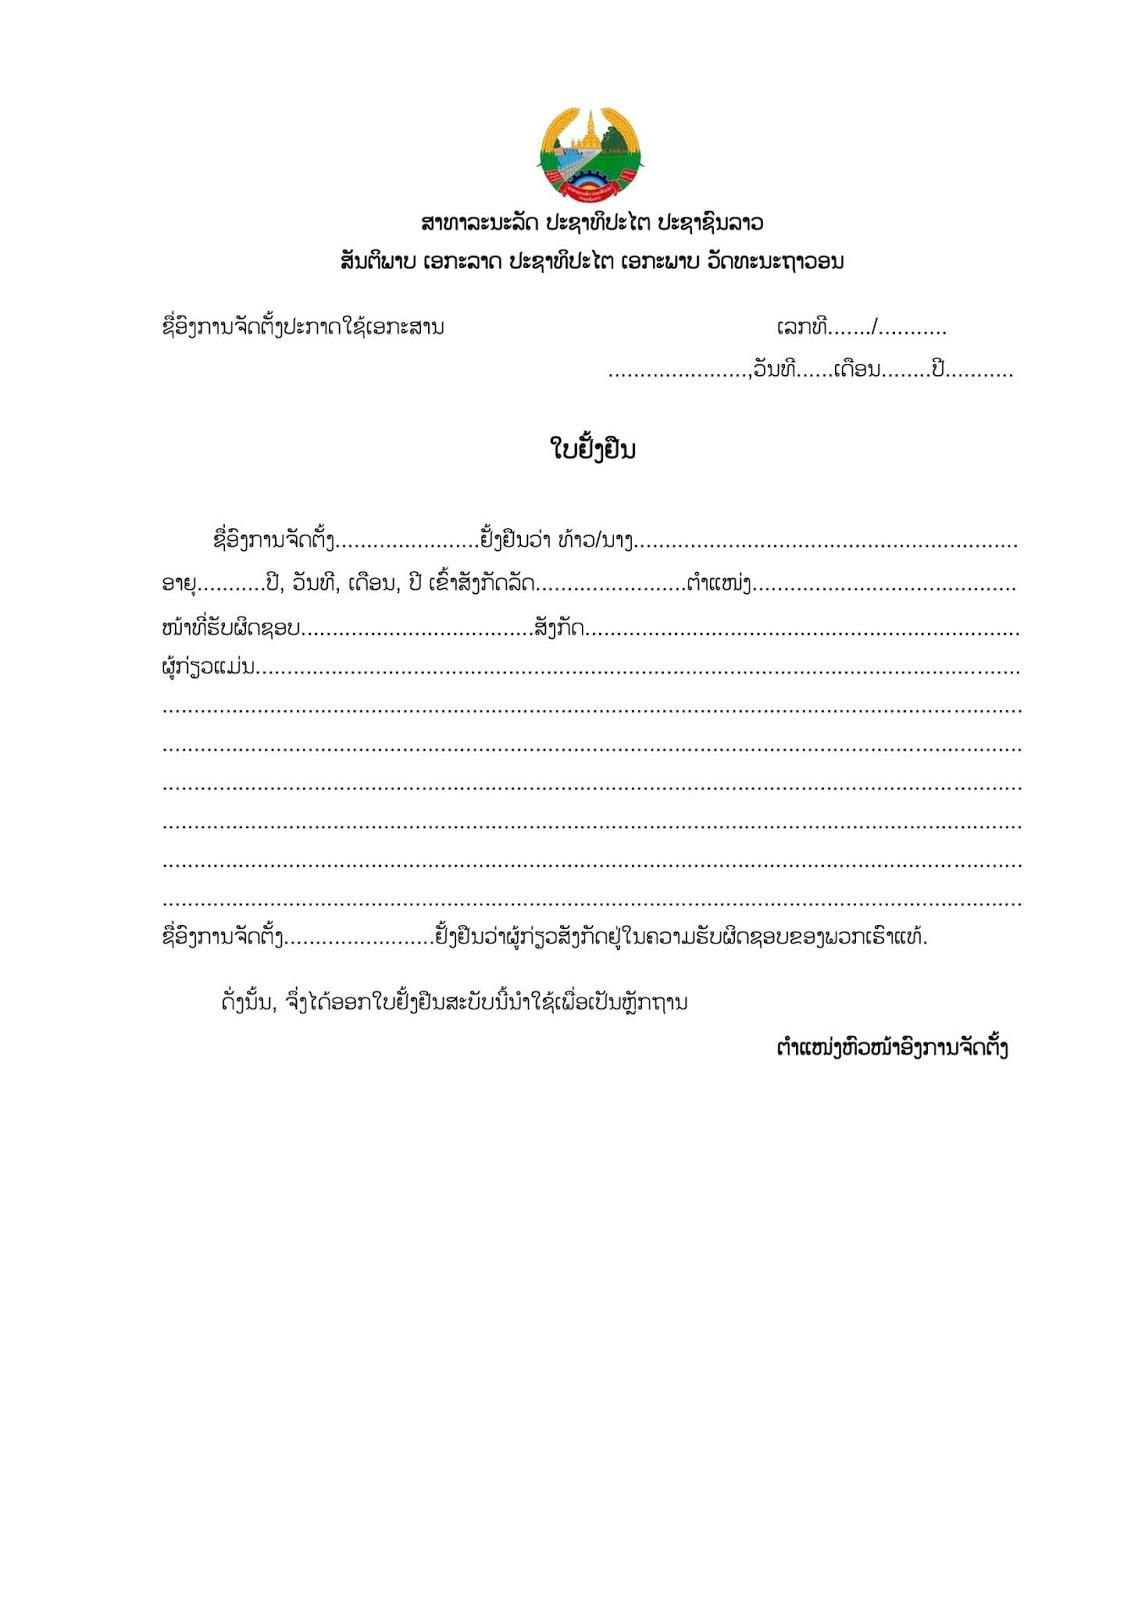 ສາທາລະນະລັດ ປະຊາທິປະໄຕ ປະຊາຊົນລາວ
ສັນຕິພາບ ເອກະລາດ ປະຊາທິປະໄຕ ເອກະພາບ ວັດທະນະຖາວອນ
ຊື່ອົງການຈັດຕັ້ງປະກາດໃຊ້ເອກະສານ ເລກທີ......./...........
......................,ວັນທີ......ເດືອນ........ປີ...........
ໃບຢັ້ງຢືນ
ຊື່ອົງການຈັດຕັ້ງ.......................ຢັ້ງຢືນວ່າ ທ້າວ/ນາງ.............................................................
ອາຍຸ...........ປີ, ວັນທີ, ເດືອນ, ປີ ເຂົ້າສັງກັດລັດ........................ຕຳແໜ່ງ..........................................
ໜ້າທີ່ຮັບຜິດຊອບ.....................................ສັງກັດ.....................................................................
ຜູ້ກ່ຽວແມ່ນ.........................................................................................................................
........................................................................................................................................
........................................................................................................................................
........................................................................................................................................
........................................................................................................................................
........................................................................................................................................
........................................................................................................................................
ຊື່ອົງການຈັດຕັ້ງ........................ຢັ້ງຢືນວ່າຜູ້ກ່ຽວສັງກັດຢູ່ໃນຄວາມຮັບຜິດຊອບຂອງພວກເຮົາແທ້.
ດັ່ງນັ້ນ, ຈຶ່ງໄດ້ອອກໃບຢັ້ງຢືນສະບັບນີ້ນຳໃຊ້ເພື່ອເປັນຫຼັກຖານ
ຕຳແໜ່ງຫົວໜ້າອົງການຈັດຕັ້ງ